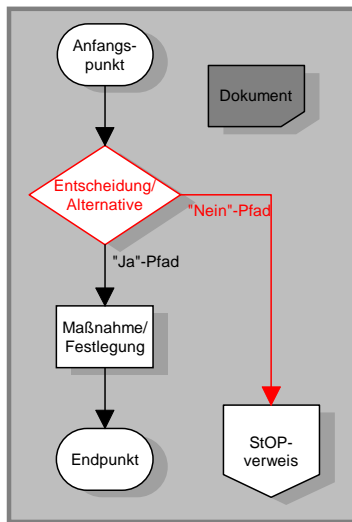 Anfangs-
punkt
Dokument
Entscheidung/
Alternative
"Nein"-Pfad
"Ja"-Pfad
Maßnahme/
Festlegung
StOP-
verweis
Endpunkt